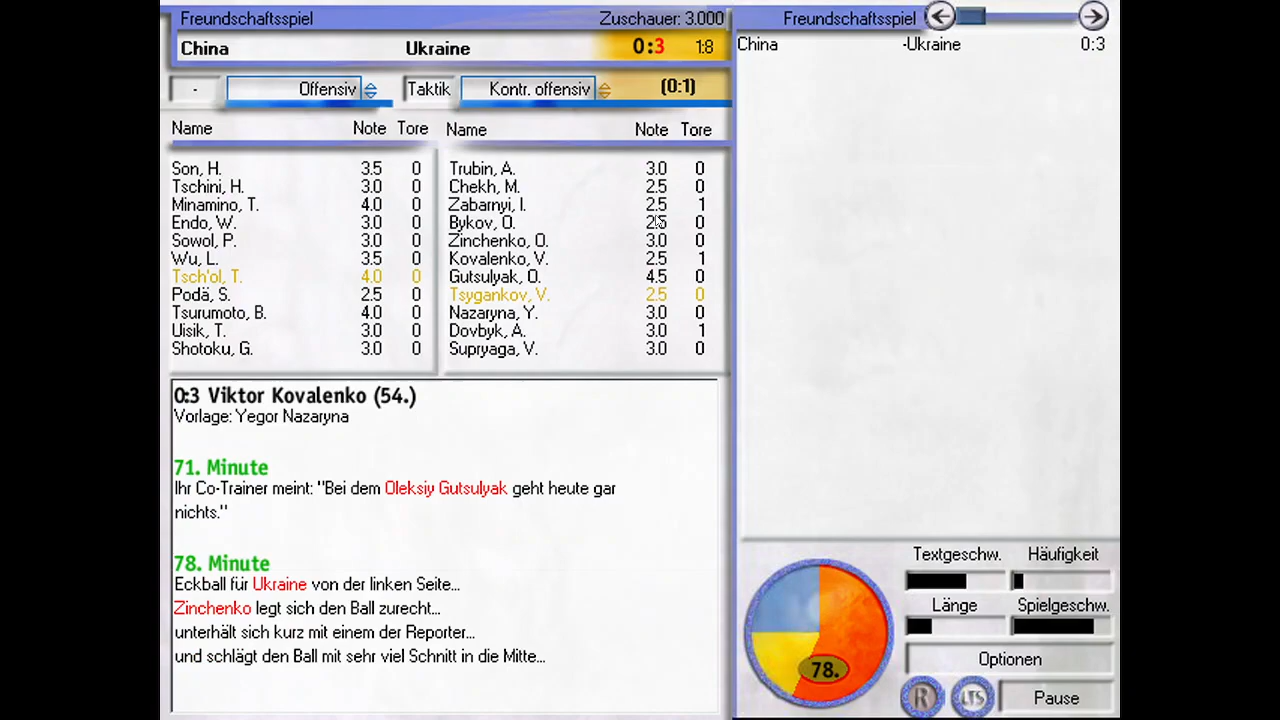 Freundschaftsspiel Zuschauer: 3.000
China Ukraine 0:3 1:8
- Offensiv Taktik Kontr. offensiv (0:1)
Name Note Tore Name Note Tore
Son, H. 3.5 0 Trubin, A. 3.0 0
Tschini, H. 3.0 0 Chekh, M. 2.5 0
Minamino, T. 4.0 0 Zabarnyi, I. 2.5 1
Endo, W. 3.0 0 Bykov, O. 2.5 0
Sowol, P. 3.0 0 Zinchenko, O. 3.0 0
Wu, L. 3.5 0 Kovalenko, V. 2.5 1
Tsch'ol, T. 4.0 0 Gutsulyak, O. 4.5 0
Podä, S. 2.5 0 Tsygankov, V. 2.5 0
Tsurumoto, B. 4.0 0 Nazaryna, Y. 3.0 0
Uisik, T. 3.0 0 Dovbyk, A. 3.0 1
Shotoku, G. 3.0 0 Supryaga, V. 3.0 0
0:3 Viktor Kovalenko (54.)
Vorlage: Yegor Nazaryna
71. Minute
Ihr Co-Trainer meint: "Bei dem Oleksiy Gutsulyak geht heute gar
nichts."
78. Minute
Eckball für Ukraine von der linken Seite...
Zinchenko legt sich den Ball zurecht...
unterhält sich kurz mit einem der Reporter...
und schlägt den Ball mit sehr viel Schnitt in die Mitte...
Freundschaftsspiel
China -Ukraine 0:3
Textgeschw. Häufigkeit
Länge Spielgeschw.
78.
Optionen
R LTS Pause